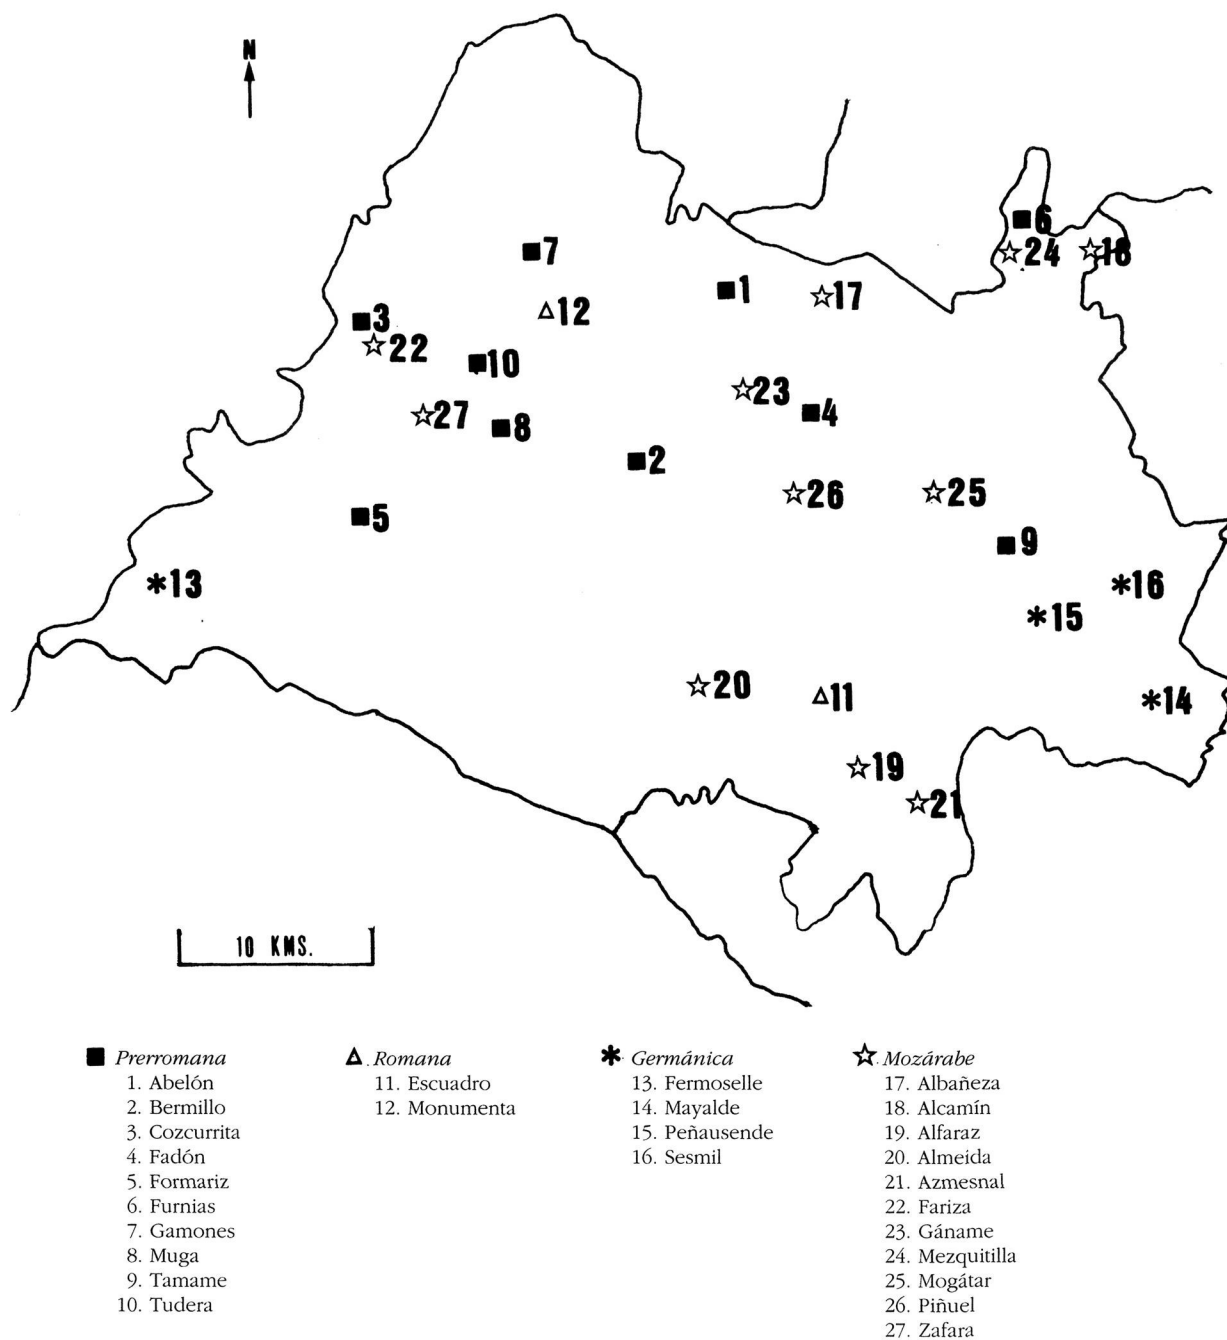 N
7
6
24
18
1
17
12
3
22
10
23
4
27
8
2
26
25
5
9
13
16
15
20
11
14
19
21
10 KMS.
Prerromana
1. Abelón
2. Bermillo
3. Cozcurrita
4. Fadón
5. Formariz
6. Furnias
7. Gamones
8. Muga
9. Tamame
10. Tudera
Romana
11. Escuadro
12. Monumenta
Germánica
13. Fermoselle
14. Mayalde
15. Peñausende
16. Sesmil
Mozárabe
17. Albañeza
18. Alcamín
19. Alfaraz
20. Almeida
21. Azmesnal
22. Fariza
23. Gáname
24. Mezquitilla
25. Mogátar
26. Piñuel
27. Zafara